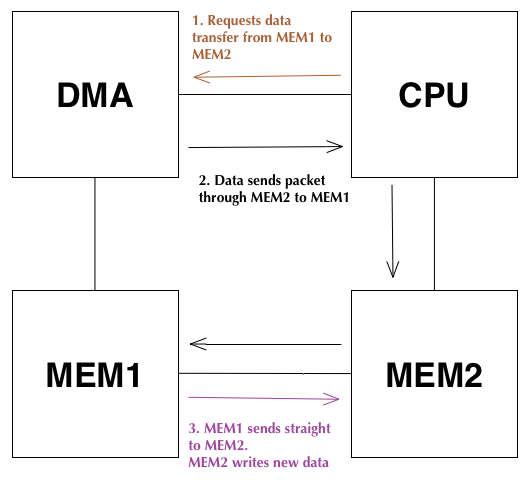 1. Requests data
transfer from MEM1 to
MEM2
DMA
CPU
2. Data sends packet
through MEM2 to MEM1
MEM1
MEM2
3. MEM1 sends straight
to MEM2.
MEM2 writes new data